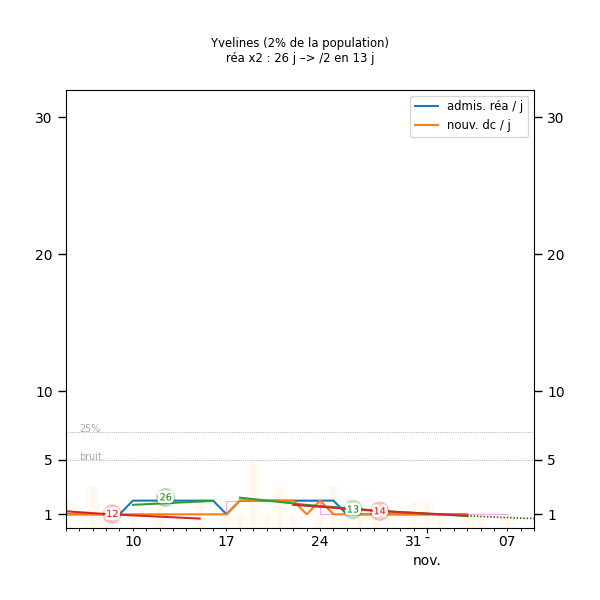 Yvelines (2% de la population)
réa x2 : 26 j –> /2 en 13 j
admis. réa / j
nouv. dc / j
30 30
20 20
10 10
25%
5 bruit 5
1 12 26 -13 -14 1
10 17 24 31 07
nov.